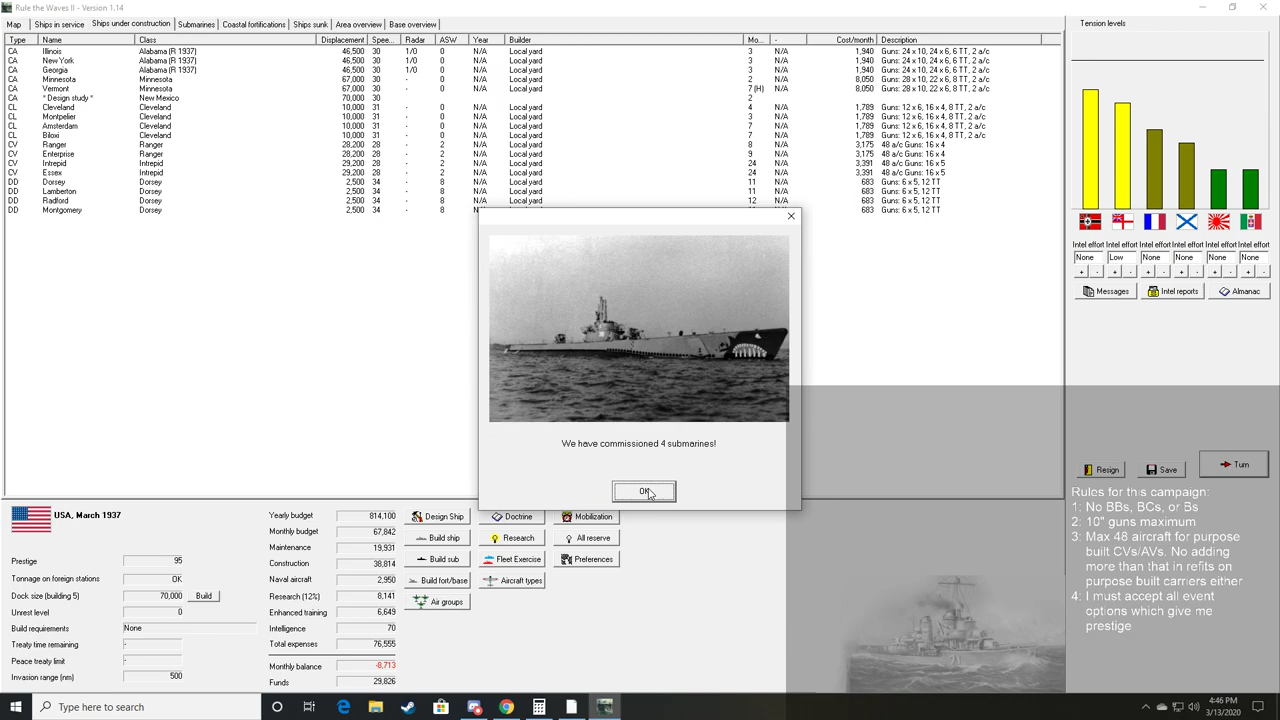 Rule the Waves II - Version 1.14
Map Ships in service Ships under construction Submarines Coastal fortifications Ships sunk Area overview Base overview
Type Name Class Displacement Spee... Radar ASW Year Builder Mo... - N/A Cost/month Description
CA Illinois Alabama (R 1937) 46,500 30 1/0 0 N/A Local yard 3 N/A 1,940 Guns: 24 x 10, 24 x 6, 6 TT, 2 a/c
CA New York Alabama (R 1937) 46,500 30 1/0 0 N/A Local yard 3 N/A 1,940 Guns: 24 x 10, 24 x 6, 6 TT, 2 a/c
CA Georgia Alabama (R 1937) 46,500 30 1/0 0 N/A Local yard 3 N/A 1,940 Guns: 24 x 10, 24 x 6, 6 TT, 2 a/c
CA Minnesota Minnesota 67,000 30 - 0 N/A Local yard 2 N/A 8,050 Guns: 28 x 10, 22 x 6, 8 TT, 2 a/c
CA Vermont Minnesota 67,000 30 - 0 N/A Local yard 7 (H) N/A 8,050 Guns: 28 x 10, 22 x 6, 8 TT, 2 a/c
CA * Design study * New Mexico 70,000 30 2
CL Cleveland Cleveland 10,000 31 - 0 N/A Local yard 4 N/A 1,789 Guns: 12 x 6, 16 x 4, 8 TT, 2 a/c
CL Montpelier Cleveland 10,000 31 - 0 N/A Local yard 3 N/A 1,789 Guns: 12 x 6, 16 x 4, 8 TT, 2 a/c
CL Amsterdam Cleveland 10,000 31 - 0 N/A Local yard 7 N/A 1,789 Guns: 12 x 6, 16 x 4, 8 TT, 2 a/c
CL Biloxi Cleveland 10,000 31 - 0 N/A Local yard 7 N/A 1,789 Guns: 12 x 6, 16 x 4, 8 TT, 2 a/c
CV Ranger Ranger 28,200 28 - 2 N/A Local yard 8 N/A 3,175 48 a/c Guns: 16 x 4
CV Enterprise Ranger 28,200 28 - 2 N/A Local yard 9 N/A 3,175 48 a/c Guns: 16 x 4
CV Intrepid Intrepid 29,200 28 - 2 N/A Local yard 24 N/A 3,391 48 a/c Guns: 16 x 5
CV Essex Intrepid 29,200 28 - 2 N/A Local yard 24 N/A 3,391 48 a/c Guns: 16 x 5
DD Dorsey Dorsey 2,500 34 - 8 N/A Local yard 11 N/A 683 Guns: 6 x 5, 12 TT
DD Lamberton Dorsey 2,500 34 - 8 N/A Local yard 11 N/A 683 Guns: 6 x 5, 12 TT
DD Radford Dorsey 2,500 34 - 8 N/A Local yard 12 N/A 683 Guns: 6 x 5, 12 TT
DD Montgomery Dorsey 2,500 34 - 8 683 Guns: 6 x 5, 12 TT
We have commissioned 4 submarines!
OK
Tension levels
Intel effort Intel effort Intel effort Intel effort Intel effort Intel effort
None Low None None None None
+ - + - + - + - + - + -
Messages Intel reports Almanac
Resign Save Turn
Rules for this campaign:
1: No BBs, BCs, or Bs
2: 10" guns maximum
3: Max 48 aircraft for purpose
built CVs/AVs. No adding
more than that in refits on
purpose built carriers either
4: I must accept all event
options which give me
prestige
USA, March 1937
Prestige 95
Tonnage on foreign stations OK
Dock size (building 5) 70,000 Build
Unrest level 0
Build requirements None
Treaty time remaining -
Peace treaty limit -
Invasion range (nm) 500
Yearly budget 814,100
Monthly budget 67,842
Maintenance 19,931
Construction 38,814
Naval aircraft 2,950
Research (12%) 8,141
Enhanced training 6,649
Intelligence 70
Total expenses 76,555
Monthly balance -8,713
Funds 29,826
Design Ship Doctrine Mobilization
Build ship Research All reserve
Build sub Fleet Exercise Preferences
Build fort/base Aircraft types
Air groups
Type here to search
4:46 PM
3/13/2020